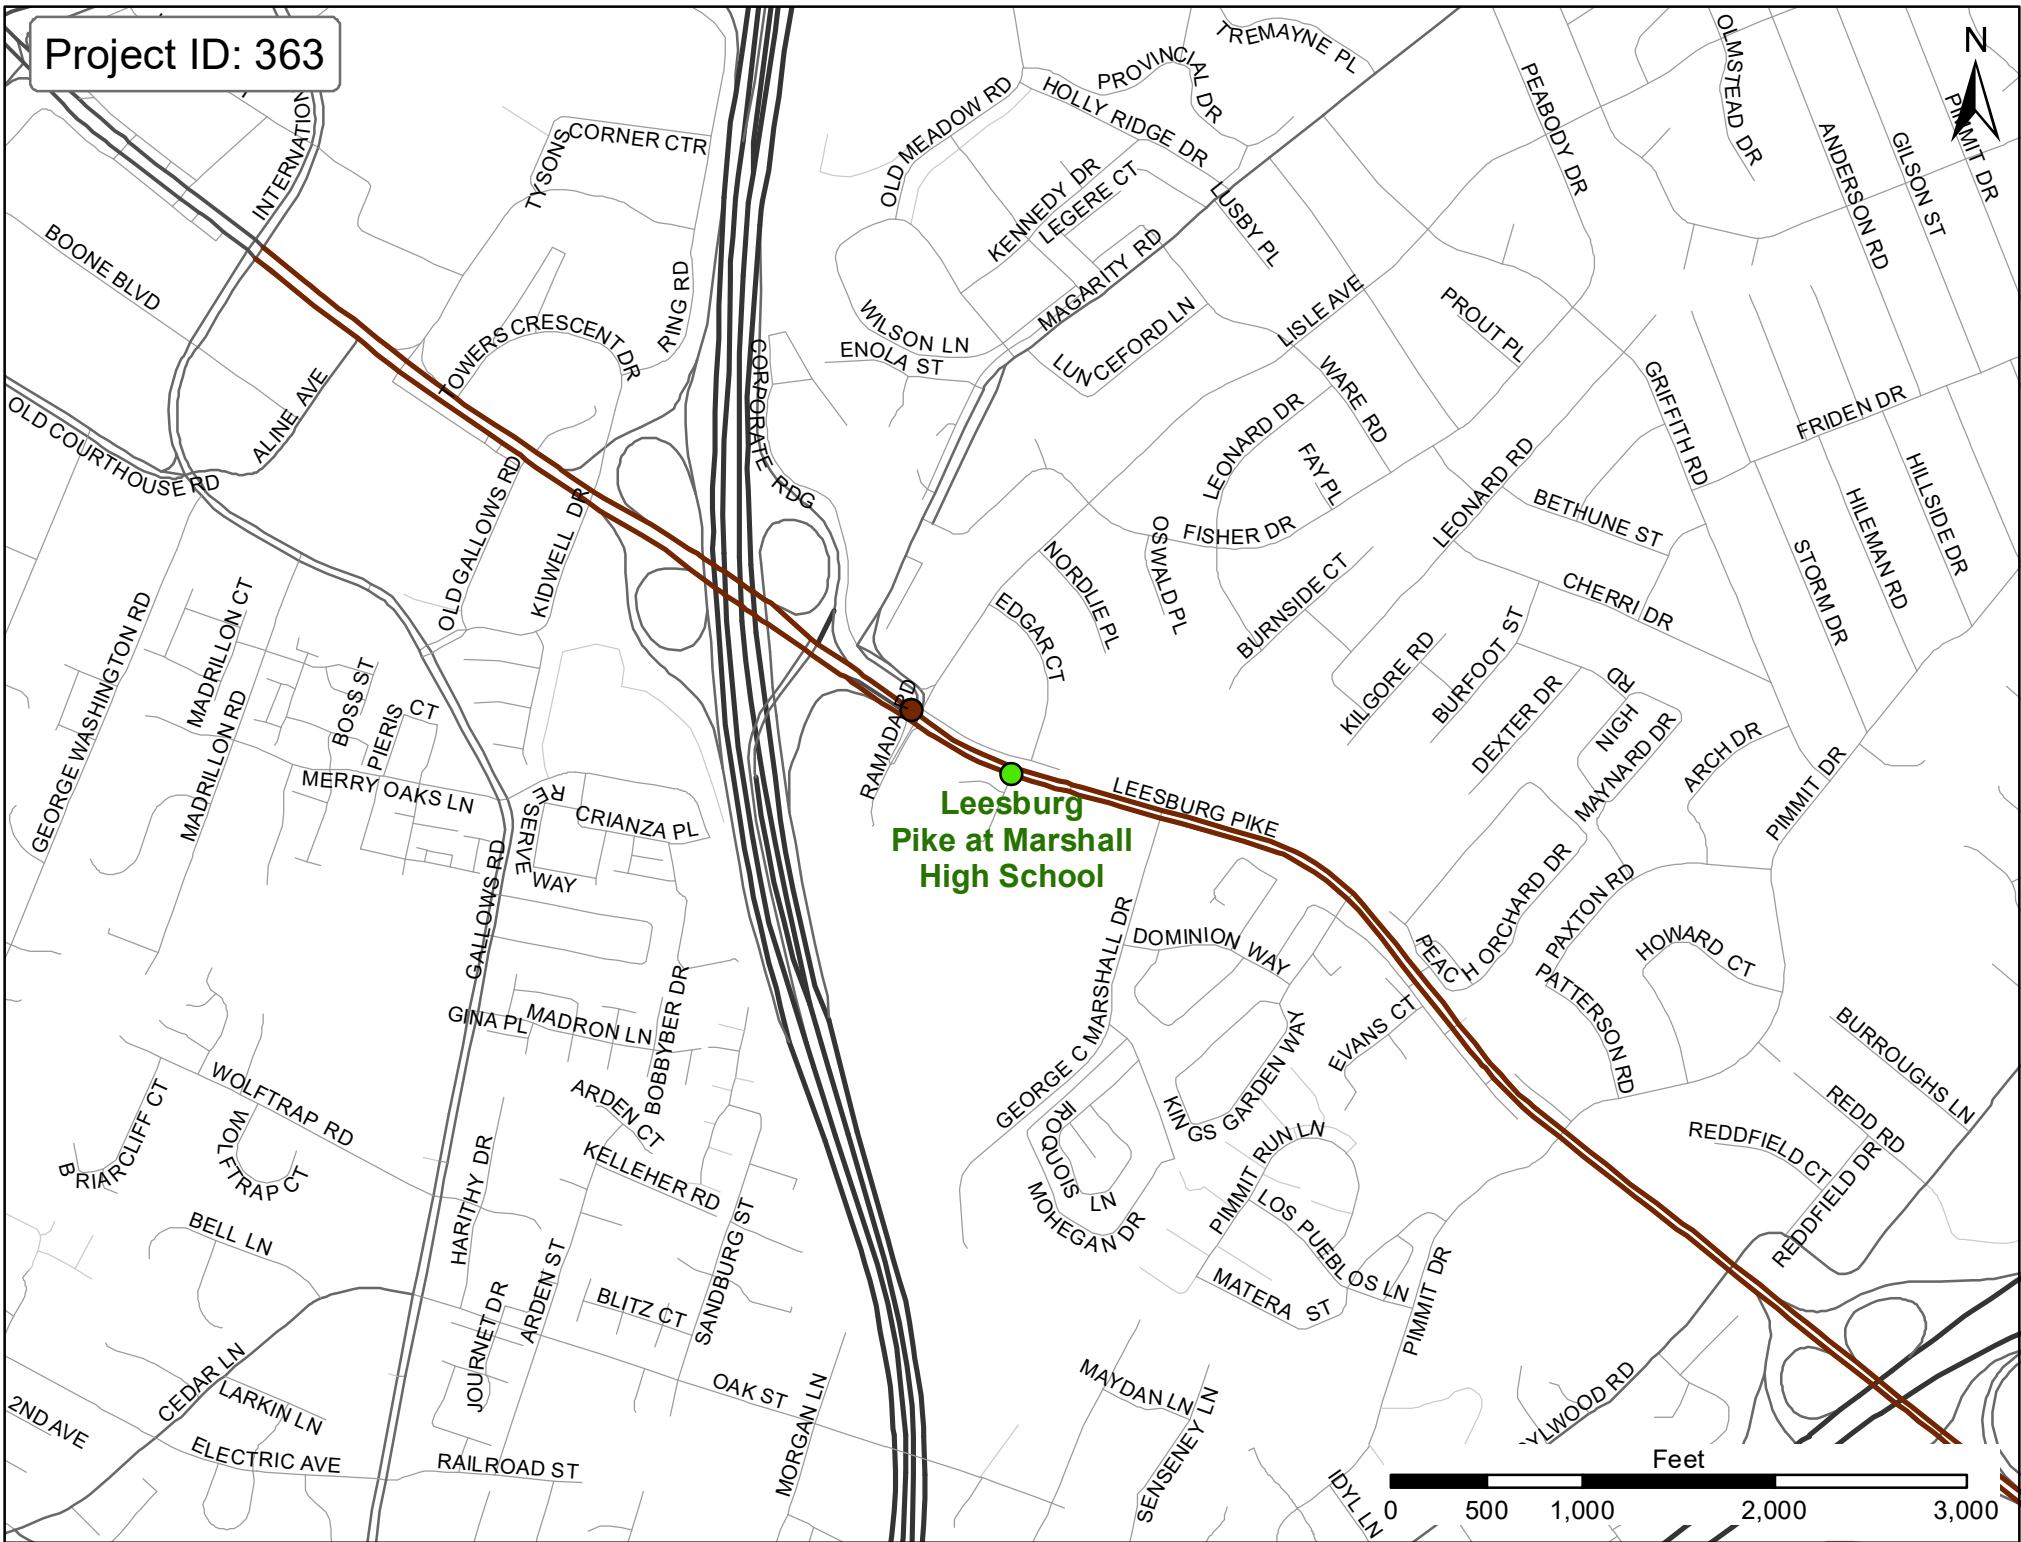 Project ID: 363
N
TREMAYNE PL
PROVINCIAL DR
HOLLY RIDGE DR
OLD MEADOW RD
PEABODY DR
OLMSTEAD DR
ANDERSON RD
GILSON ST
PIMMIT DR
TYSONS
CORNER CTR
KENNEDY DR
LEGERE CT
LUSBY PL
BOONE BLVD
RING RD
MAGARITY RD
LISLE AVE
PROUT PL
TOWERS CRESCENT DR
WILSON LN
ENOLA ST
LUNCEFORD LN
WARE RD
GRIFFITH RD
FRIDEN DR
OLD COURTHOUSE RD
ALINE AVE
CORPORATE RDG
LEONARD DR
FAY PL
LEONARD RD
BETHUNE ST
HILEMAN RD
HILLSIDE DR
OLD GALLOWS RD
KIDWELL DR
FISHER DR
OSWALD PL
NORDLIE PL
EDGAR CT
BURNSIDE CT
CHERRI DR
STORM DR
GEORGE WASHINGTON RD
MADRILLON CT
MADRILLON RD
BOSS ST
PIERIS CT
KILGORE RD
BURFOOT ST
DEXTER DR
NIGH RD
MAYNARD DR
ARCH DR
PIMMIT DR
RAMADA RD
MERRY OAKS LN
RESERVE WAY
CRIANZA PL
LEESBURG PIKE
Leesburg
Pike at Marshall
High School
GALLOWS RD
DOMINION WAY
PEACH ORCHARD DR
PAXTON RD
HOWARD CT
PATTERSON RD
GINA PL
MADRON LN
BOBBYBER DR
GEORGE C MARSHALL DR
KINGS GARDEN WAY
EVANS CT
BURROUGHS LN
WOLFTRAP RD
ARDEN CT
IROQUOIS LN
REDD RD
REDDFIELD CT
REDDFIELD DR
BRIARCLIFF CT
WOLFTRAP CT
HARITHY DR
KELLEHER RD
MOHEGAN DR
PIMMIT RUN LN
LOS PUEBLOS LN
BELL LN
ARDEN ST
SANDBURG ST
BLITZ CT
MATERA ST
PIMMIT DR
JOURNET DR
CEDAR LN
LARKIN LN
OAK ST
MORGAN LN
MAYDAN LN
SENSENEY LN
2ND AVE
ELECTRIC AVE
RAILROAD ST
IDYL LN
Feet
0 500 1,000 2,000 3,000